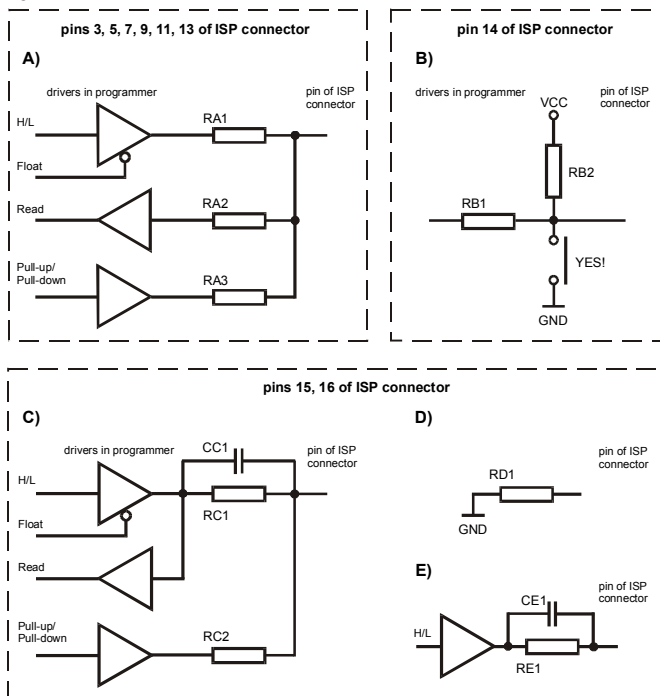 pins 3, 5, 7, 9, 11, 13 of ISP connector
A)
drivers in programmer
pin of ISP
connector
H/L
RA1
Float
Read
RA2
Pull-up/
Pull-down
RA3
pin 14 of ISP connector
B)
drivers in programmer
pin of ISP
connector
VCC
RB2
RB1
YES!
GND
pins 15, 16 of ISP connector
C)
drivers in programmer
CC1
pin of ISP
connector
H/L
RC1
Float
Read
Pull-up/
Pull-down
RC2
D)
pin of ISP
connector
RD1
GND
E)
pin of ISP
connector
CE1
H/L
RE1